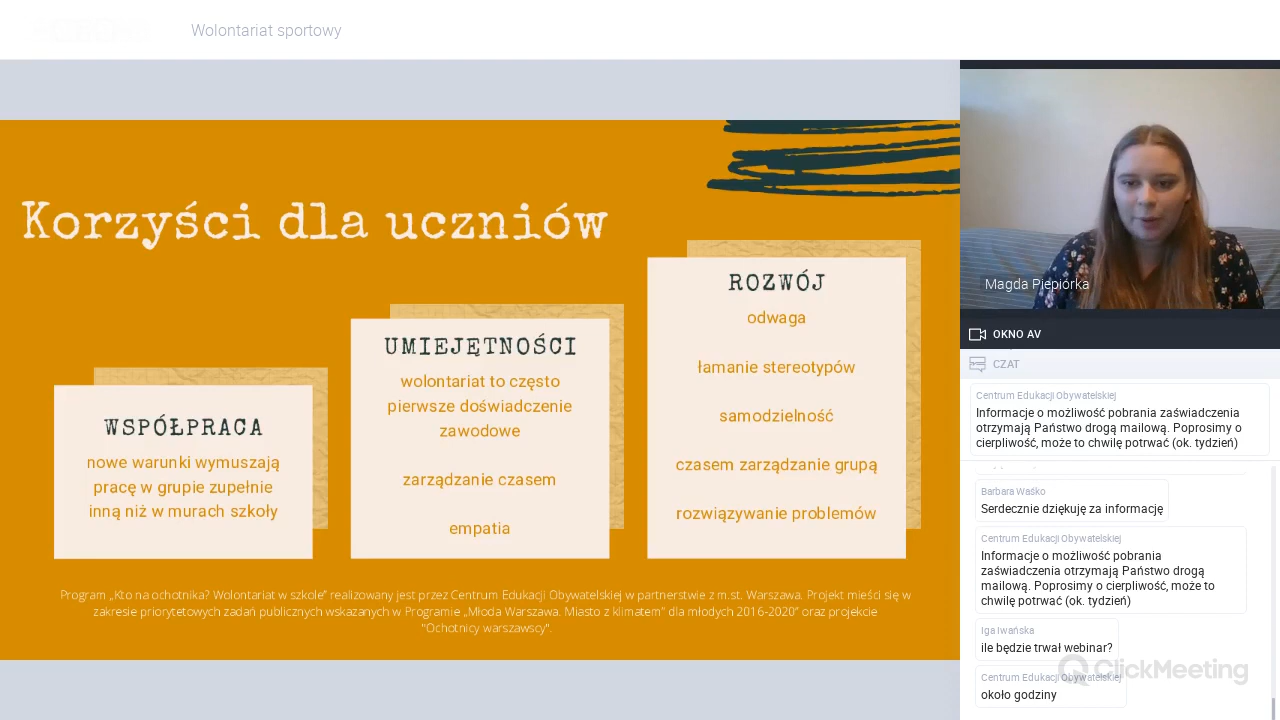 Wolontariat sportowy
Korzyści dla uczniów
WSPÓŁPRACA
nowe warunki wymuszają
pracę w grupie zupełnie
inną niż w murach szkoły
UMIEJĘTNOŚCI
wolontariat to często
pierwsze doświadczenie
zawodowe
zarządzanie czasem
empatia
ROZWÓJ
odwaga
łamanie stereotypów
samodzielność
czasem zarządzanie grupą
rozwiązywanie problemów
Program „Kto na ochotnika? Wolontariat w szkole” realizowany jest przez Centrum Edukacji Obywatelskiej w partnerstwie z m.st. Warszawa. Projekt mieści się w
zakresie priorytetowych zadań publicznych wskazanych w Programie „Młoda Warszawa. Miasto z klimatem” dla młodych 2016-2020” oraz projekcie
"Ochotnicy warszawscy".
Magda Piepiórka
OKNO AV
CZAT
Centrum Edukacji Obywatelskiej
Informacje o możliwość pobrania zaświadczenia
otrzymają Państwo drogą mailową. Poprosimy o
cierpliwość, może to chwilę potrwać (ok. tydzień)
Barbara Waśko
Serdecznie dziękuję za informację
Centrum Edukacji Obywatelskiej
Informacje o możliwość pobrania
zaświadczenia otrzymają Państwo drogą
mailową. Poprosimy o cierpliwość, może to
chwilę potrwać (ok. tydzień)
Iga Iwańska
ile będzie trwał webinar?
Centrum Edukacji Obywatelskiej
około godziny
ClickMeeting